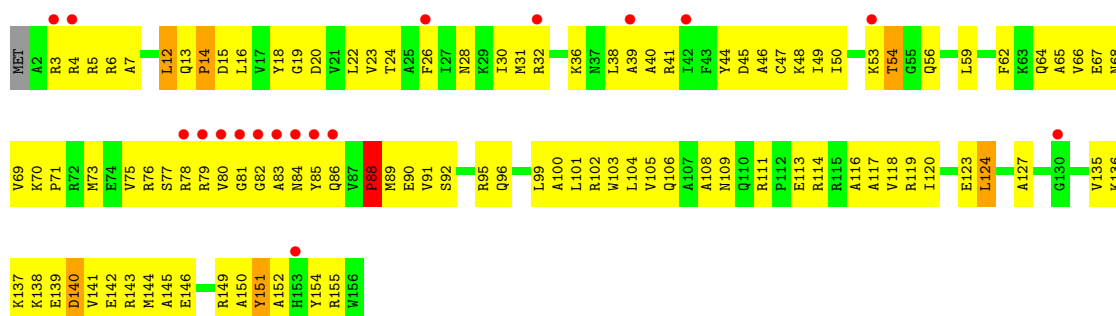 MET A2 R3 R4 R5 R6 A7 L12 Q13 P14 D15 L16 V17 Y18 G19 D20 V21 L22 V23 T24 A25 F26 I27 N28 K29 I30 M31 R32 K36 N37 L38 A39 A40 R41 I42 F43 Y44 D45 A46 C47 K48 I49 I50 K53 T54 G55 Q56 L59 F62 K63 Q64 A65 V66 E67 N68
V69 K70 P71 R72 M73 E74 V75 R76 S77 R78 R79 V80 G81 G82 A83 N84 Y85 Q86 V87 P88 M89 E90 V91 S92 R95 Q96 L99 A100 L101 R102 W103 L104 V105 Q106 A107 A108 N109 Q110 R111 P112 E113 R114 R115 A116 A117 V118 R119 I120 E123 L124 A127 G130 V135 K136
K137 K138 E139 D140 V141 E142 R143 M144 A145 E146 R149 A150 Y151 A152 H153 Y154 R155 W156